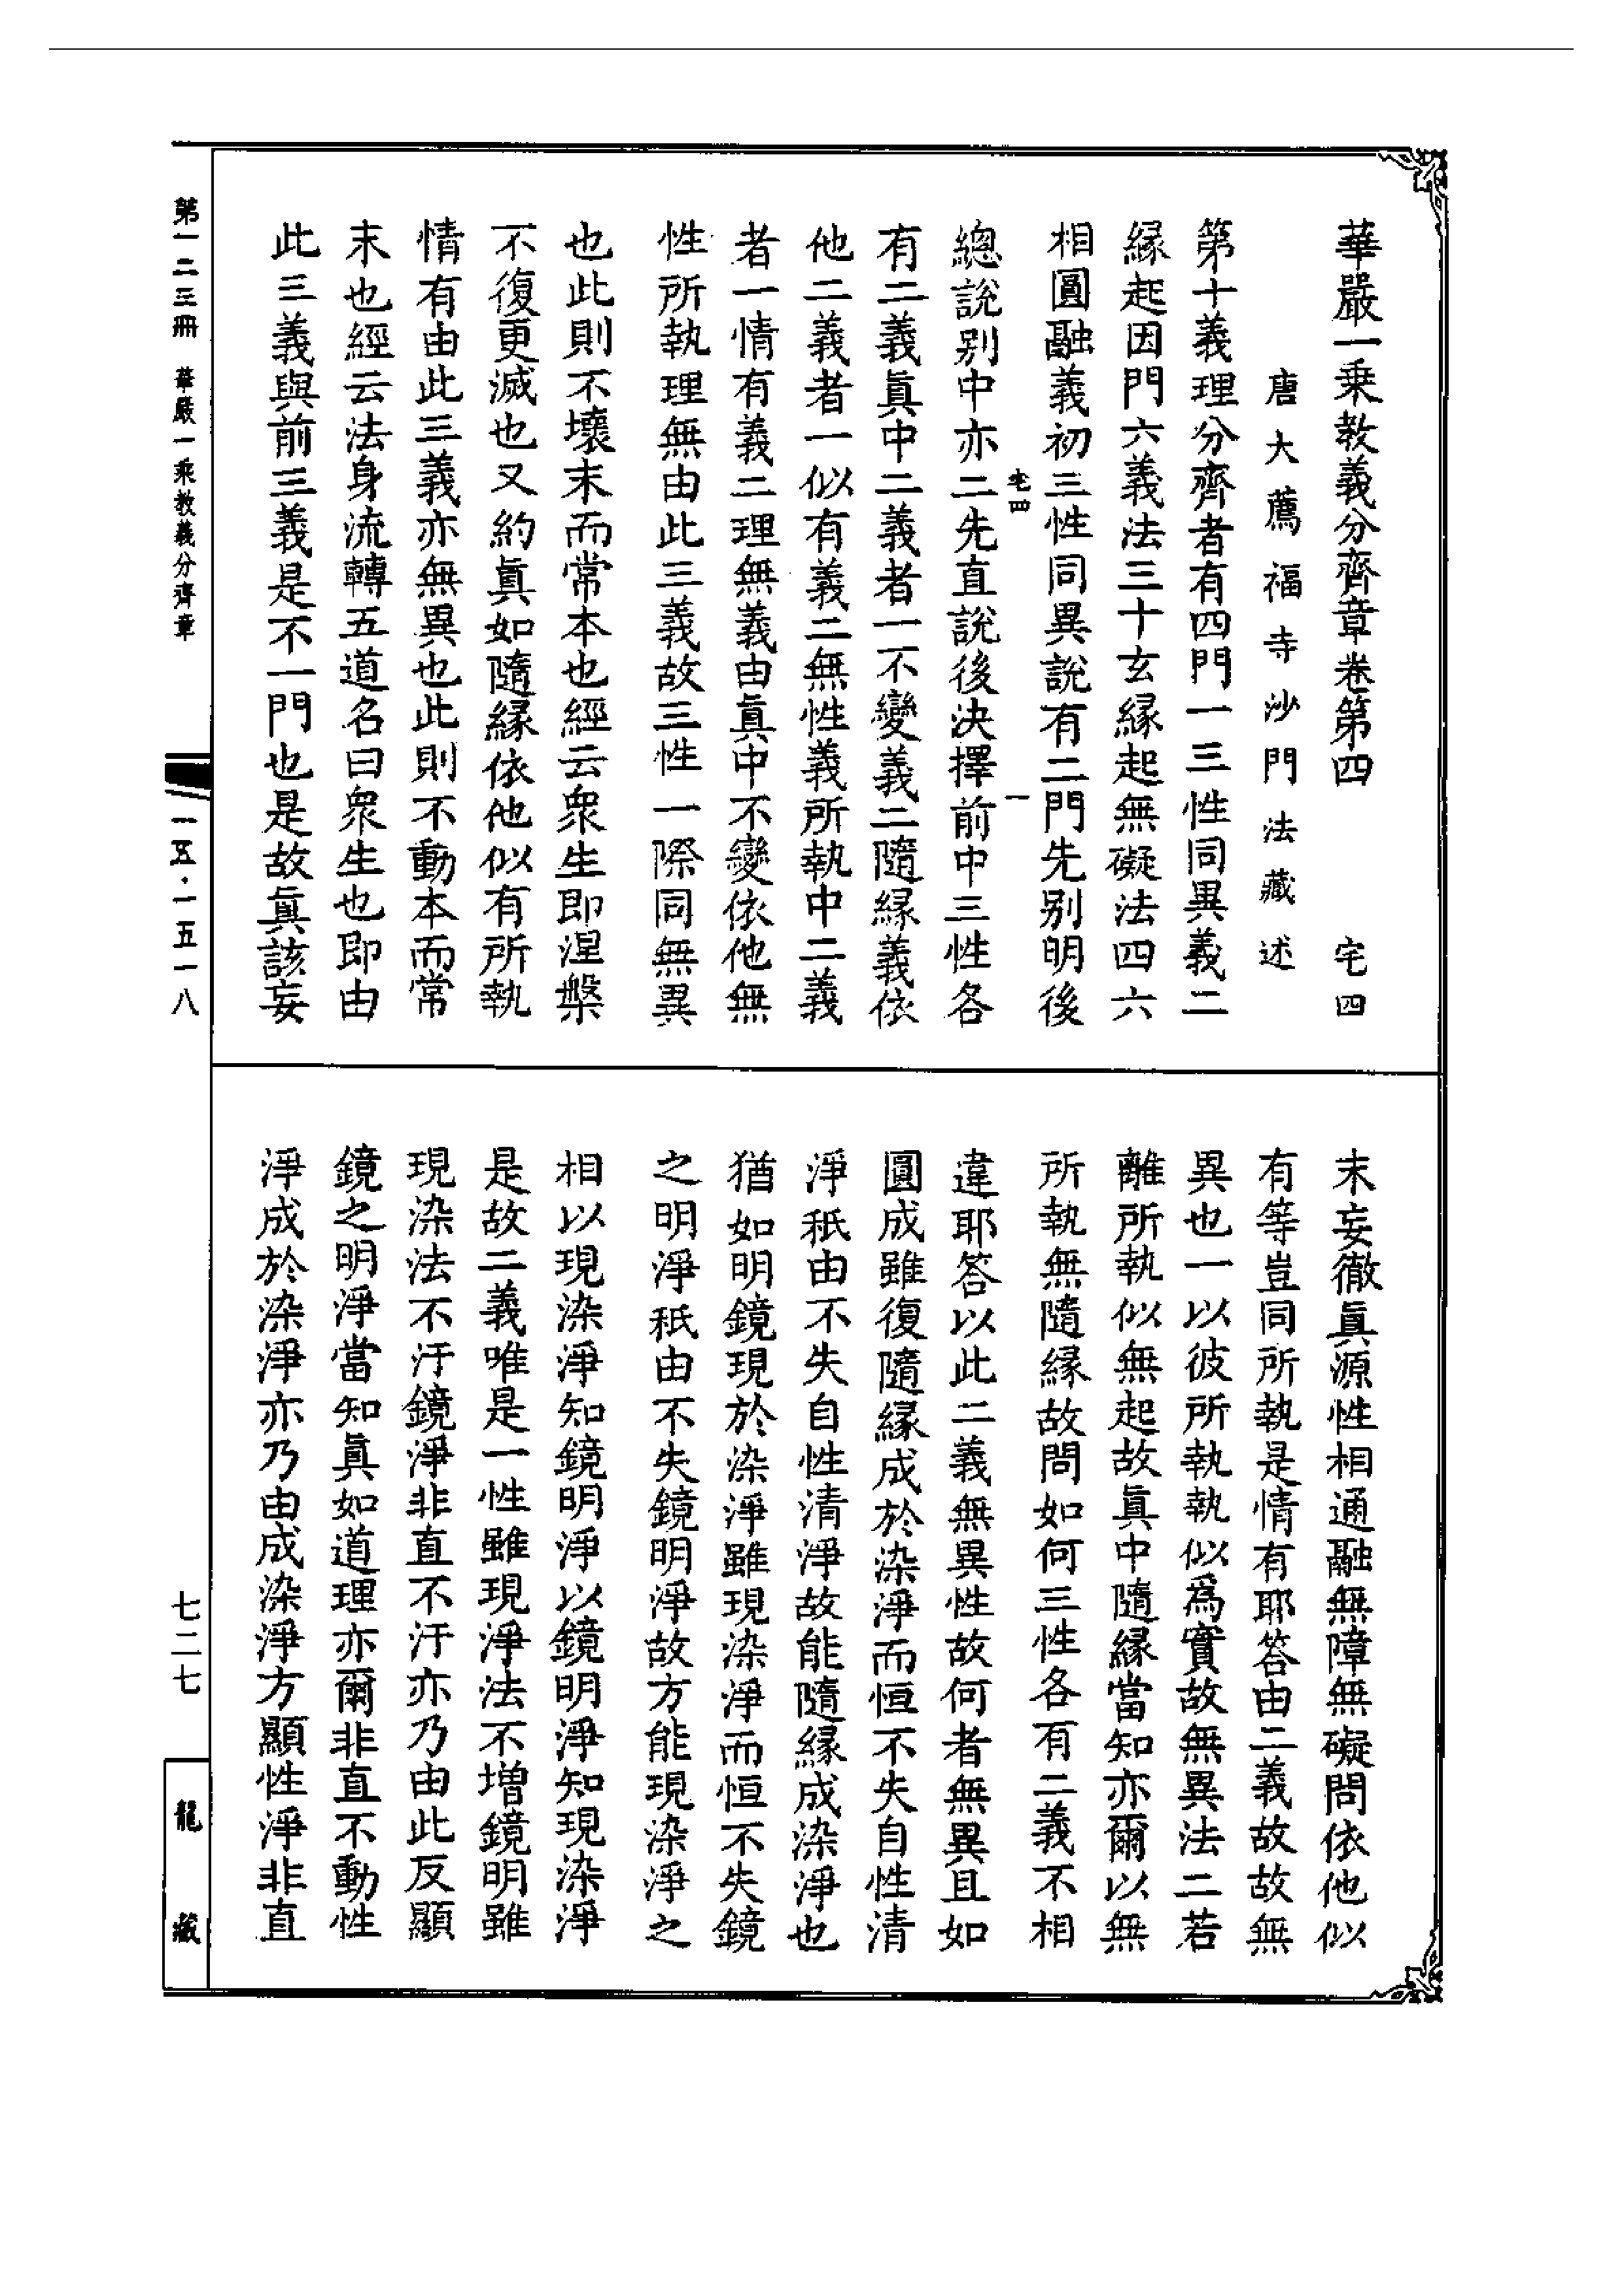 華嚴一乘教義分齊章卷第四　宅四
唐大薦福寺沙門法藏述
第十義理分齊者有四門一三性同異義二
緣起因門六義法三十玄緣起無礙法四六
相圓融義初三性同異說有二門先别明後
宅四　一
總說别中亦二先直說後決擇前中三性各
有二義眞中二義者一不變義二隨緣義依
他二義者一似有義二無性義所執中二義
者一情有義二理無義由眞中不變依他無
性所執理無由此三義故三性一際同無異
也此則不壞末而常本也經云衆生即涅槃
不復更滅也又約眞如隨緣依他似有所執
情有由此三義亦無異也此則不動本而常
末也經云法身流轉五道名曰衆生也即由
此三義與前三義是不一門也是故眞該妄
末妄徹眞源性相通融無障無礙問依他似
有等豈同所執是情有耶答由二義故故無
異也一以彼所執執似爲實故無異法二若
離所執似無起故眞中隨緣當知亦爾以無
所執無隨緣故問如何三性各有二義不相
違耶答以此二義無異性故何者無異且如
圓成雖復隨緣成於染淨而恒不失自性清
淨秖由不失自性清淨故能隨緣成染淨也
猶如明鏡現於染淨雖現染淨而恒不失鏡
之明淨秖由不失鏡明淨故方能現染淨之
相以現染淨知鏡明淨以鏡明淨知現染淨
是故二義唯是一性雖現淨法不增鏡明雖
現染法不汙鏡淨非直不汙亦乃由此反顯
鏡之明淨當知眞如道理亦爾非直不動性
淨成於染淨亦乃由成染淨方顯性淨非直
第一二三冊　華嚴一乘教義分齊章
一五·一五一八
七二七
龍藏